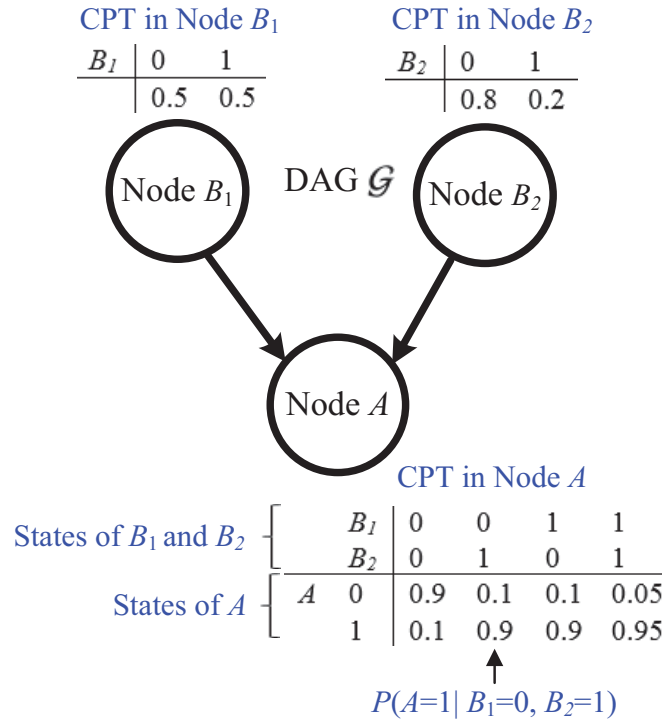 CPT in Node B₁ CPT in Node B₂
B₁ 0 1 B₂ 0 1
0.5 0.5 0.8 0.2
Node B₁ DAG 𝒢 Node B₂
Node A
CPT in Node A
States of B₁ and B₂ B₁ 0 0 1 1
B₂ 0 1 0 1
States of A A 0 0.9 0.1 0.1 0.05
1 0.1 0.9 0.9 0.95
P(A=1| B₁=0, B₂=1)